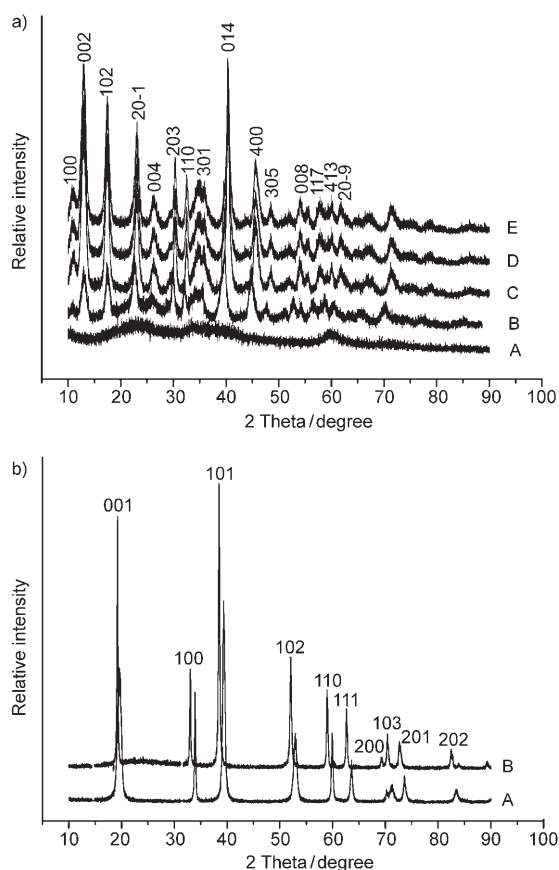 a)
Relative intensity
100
002
102
20-1
004
203
110
301
014
400
305
008
117
413
20-9
E
D
C
B
A
10 20 30 40 50 60 70 80 90 100
2 Theta / degree
b)
Relative intensity
001
100
101
102
110
111
200
103
201
202
B
A
10 20 30 40 50 60 70 80 90 100
2 Theta / degree